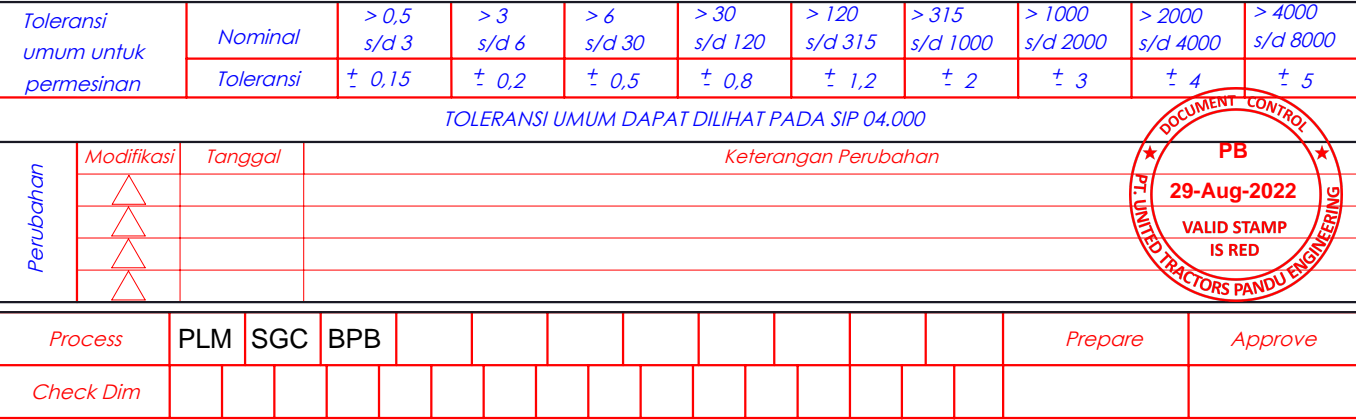 Toleransi
umum untuk
permesinan
Nominal
> 0,5
s/d 3
> 3
s/d 6
> 6
s/d 30
> 30
s/d 120
> 120
s/d 315
> 315
s/d 1000
> 1000
s/d 2000
> 2000
s/d 4000
> 4000
s/d 8000
Toleransi
± 0,15
± 0,2
± 0,5
± 0,8
± 1,2
± 2
± 3
± 4
± 5
TOLERANSI UMUM DAPAT DILIHAT PADA SIP 04.000
Perubahan
Modifikasi
Tanggal
Keterangan Perubahan
DOCUMENT CONTROL
PB
29-Aug-2022
VALID STAMP
IS RED
PT. UNITED TRACTORS PANDU ENGINEERING
Process
PLM
SGC
BPB
Prepare
Approve
Check Dim